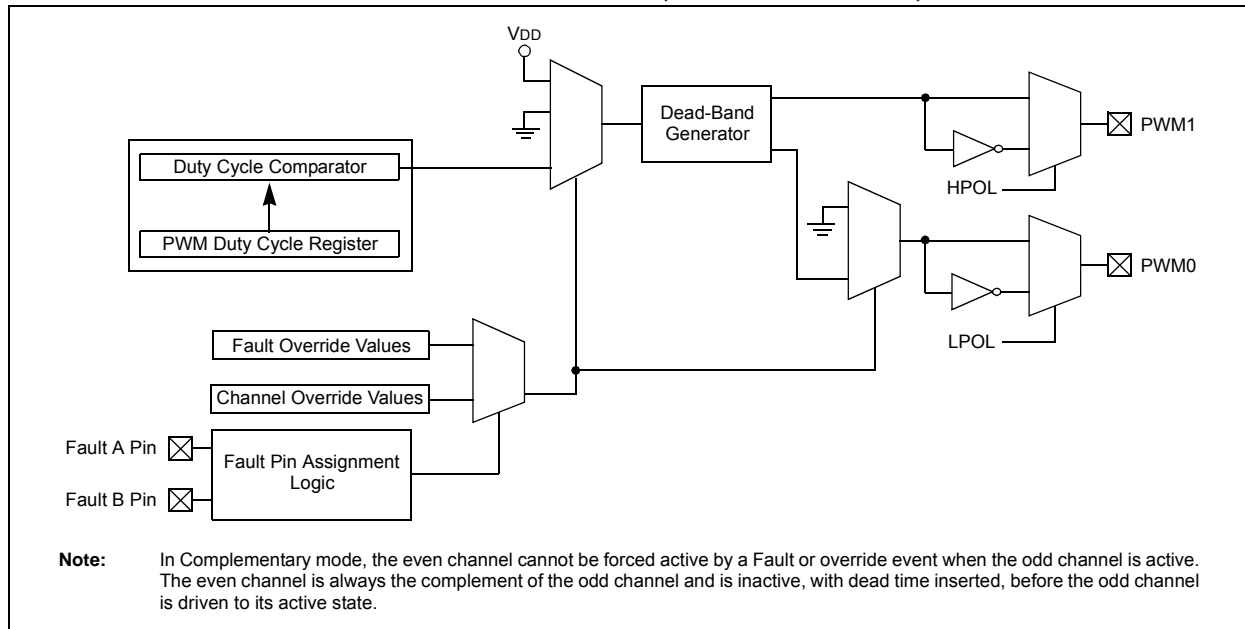 VDD
Dead-Band
Generator
PWM1
HPOL
Duty Cycle Comparator
PWM Duty Cycle Register
PWM0
LPOL
Fault Override Values
Channel Override Values
Fault A Pin
Fault Pin Assignment
Logic
Fault B Pin
Note: In Complementary mode, the even channel cannot be forced active by a Fault or override event when the odd channel is active.
The even channel is always the complement of the odd channel and is inactive, with dead time inserted, before the odd channel
is driven to its active state.